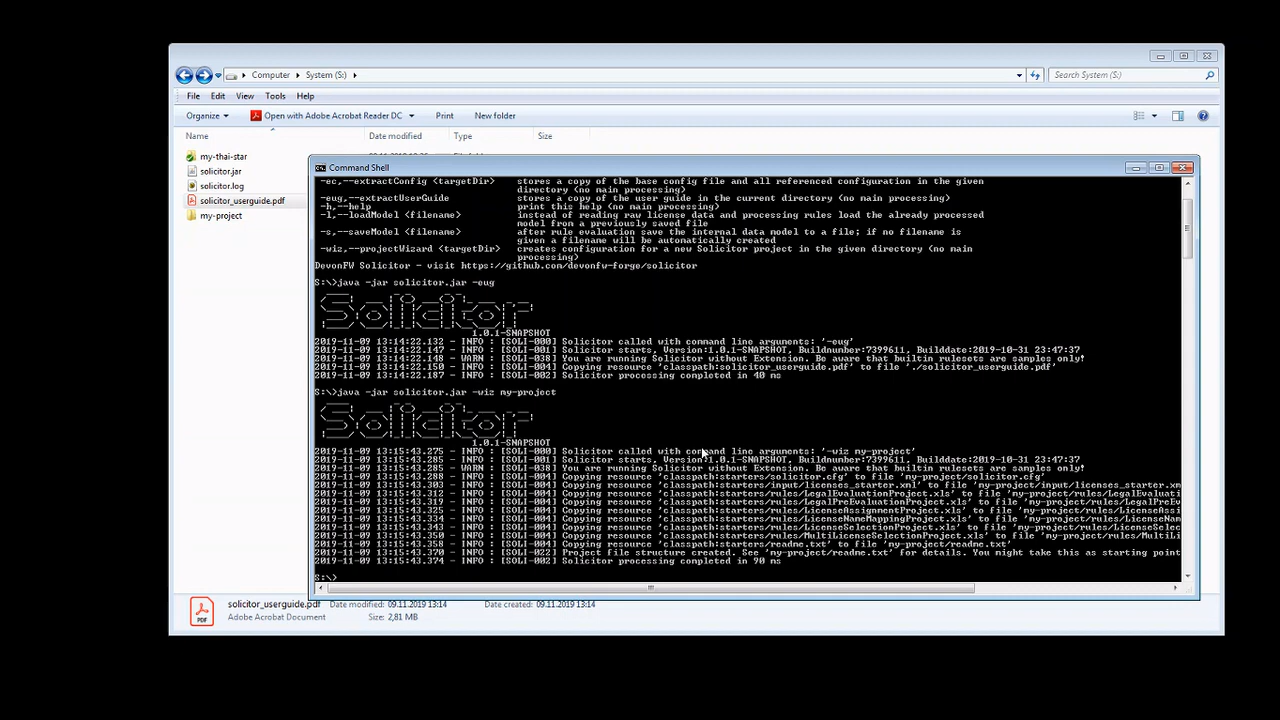 Computer
System (S:)
Search System (S:)
File Edit View Tools Help
Organize
Open with Adobe Acrobat Reader DC
Print
New folder
Name
Date modified
Type
Size
my-thai-star
solicitor.jar
solicitor.log
solicitor_userguide.pdf
my-project
Command Shell
-ec,--extractConfig <targetDir> stores a copy of the base config file and all referenced configuration in the given
directory (no main processing)
-eug,--extractUserGuide stores a copy of the user guide in the current directory (no main processing)
-h,--help print this help (no main processing)
-l,--loadModel (filename) instead of reading raw license data and processing rules load the already processed
model from a previously saved file
-s,--saveModel (filename) after rule evaluation save the internal data model to a file; if no filename is
given a filename will be automatically created
-wiz,--projectWizard <targetDir> creates configuration for a new Solicitor project in the given directory (no main
processing)
DevonFW Solicitor - visit https://github.com/devonfw-forge/solicitor
S:\>java -jar solicitor.jar -eug
Solicitor
1.0.1-SNAPSHOT
2019-11-09 13:14:22.132 - INFO : [SOLI-000] Solicitor called with command line arguments: '-eug'
2019-11-09 13:14:22.147 - INFO : [SOLI-001] Solicitor starts, Version:1.0.1-SNAPSHOT, Buildnumber:7399611, Builddate:2019-10-31 23:47:37
2019-11-09 13:14:22.148 - WARN : [SOLI-038] You are running Solicitor without Extension. Be aware that builtin rulesets are samples only!
2019-11-09 13:14:22.150 - INFO : [SOLI-004] Copying resource 'classpath:solicitor_userguide.pdf' to file './solicitor_userguide.pdf'
2019-11-09 13:14:22.187 - INFO : [SOLI-002] Solicitor processing completed in 40 ms
S:\>java -jar solicitor.jar -wiz my-project
Solicitor
1.0.1-SNAPSHOT
2019-11-09 13:15:43.275 - INFO : [SOLI-000] Solicitor called with command line arguments: '-wiz my-project'
2019-11-09 13:15:43.285 - INFO : [SOLI-001] Solicitor starts, Version:1.0.1-SNAPSHOT, Buildnumber:7399611, Builddate:2019-10-31 23:47:37
2019-11-09 13:15:43.285 - WARN : [SOLI-038] You are running Solicitor without Extension. Be aware that builtin rulesets are samples only!
2019-11-09 13:15:43.288 - INFO : [SOLI-004] Copying resource 'classpath:starters/solicitor.cfg' to file 'my-project/solicitor.cfg'
2019-11-09 13:15:43.303 - INFO : [SOLI-004] Copying resource 'classpath:starters/input/licenses_starter.xml' to file 'my-project/input/licenses_starter.xm
2019-11-09 13:15:43.312 - INFO : [SOLI-004] Copying resource 'classpath:starters/rules/LegalEvaluationProject.xls' to file 'my-project/rules/LegalEvaluati
2019-11-09 13:15:43.319 - INFO : [SOLI-004] Copying resource 'classpath:starters/rules/LegalPreEvaluationProject.xls' to file 'my-project/rules/LegalPreEv
2019-11-09 13:15:43.325 - INFO : [SOLI-004] Copying resource 'classpath:starters/rules/LicenseAssignmentProject.xls' to file 'my-project/rules/LicenseAssi
2019-11-09 13:15:43.334 - INFO : [SOLI-004] Copying resource 'classpath:starters/rules/LicenseNameMappingProject.xls' to file 'my-project/rules/LicenseNam
2019-11-09 13:15:43.343 - INFO : [SOLI-004] Copying resource 'classpath:starters/rules/LicenseSelectionProject.xls' to file 'my-project/rules/LicenseSelec
2019-11-09 13:15:43.350 - INFO : [SOLI-004] Copying resource 'classpath:starters/rules/MultiLicenseSelectionProject.xls' to file 'my-project/rules/MultiLi
2019-11-09 13:15:43.358 - INFO : [SOLI-004] Copying resource 'classpath:starters/readme.txt' to file 'my-project/readme.txt'
2019-11-09 13:15:43.370 - INFO : [SOLI-022] Project file structure created. See 'my-project/readme.txt' for details. You might take this as starting point
2019-11-09 13:15:43.374 - INFO : [SOLI-002] Solicitor processing completed in 90 ms
S:\>
solicitor_userguide.pdf Date modified: 09.11.2019 13:14 Date created: 09.11.2019 13:14
Adobe Acrobat Document Size: 2,81 MB
PDF